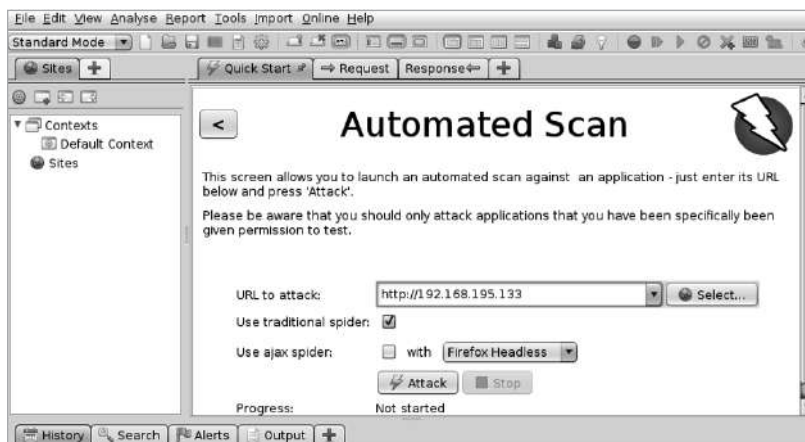 File Edit View Analyse Report Tools Import Online Help
Standard Mode
Sites
Quick Start
Request
Response
Contexts
Default Context
Sites
<
Automated Scan
This screen allows you to launch an automated scan against an application - just enter its URL
below and press 'Attack'.
Please be aware that you should only attack applications that you have been specifically been
given permission to test.
URL to attack: http://192.168.195.133 Select...
Use traditional spider:
Use ajax spider: with Firefox Headless
Attack Stop
Progress: Not started
History Search Alerts Output